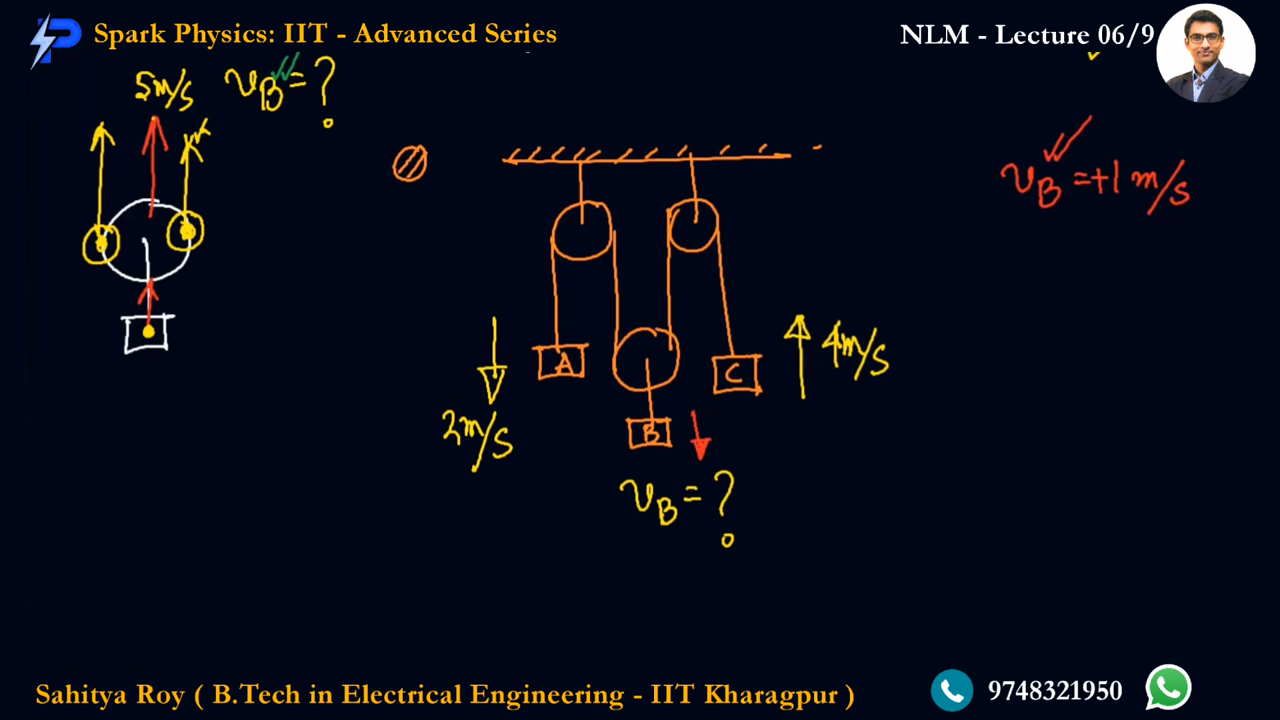 Spark Physics: IIT - Advanced Series
NLM - Lecture 06/9
5m/s
vB = ?
vB = +1 m/s
A
C
B
2m/s
4m/s
vB = ?
Sahitya Roy ( B.Tech in Electrical Engineering - IIT Kharagpur )
9748321950